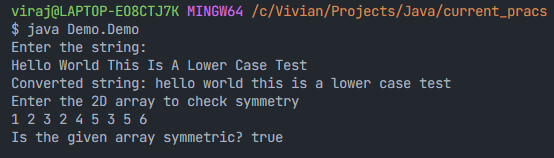 viraj@LAPTOP-EO8CTJ7K MINGW64 /c/Vivian/Projects/Java/current_pracs
$ java Demo.Demo
Enter the string:
Hello World This Is A Lower Case Test
Converted string: hello world this is a lower case test
Enter the 2D array to check symmetry
1 2 3 2 4 5 3 5 6
Is the given array symmetric? true